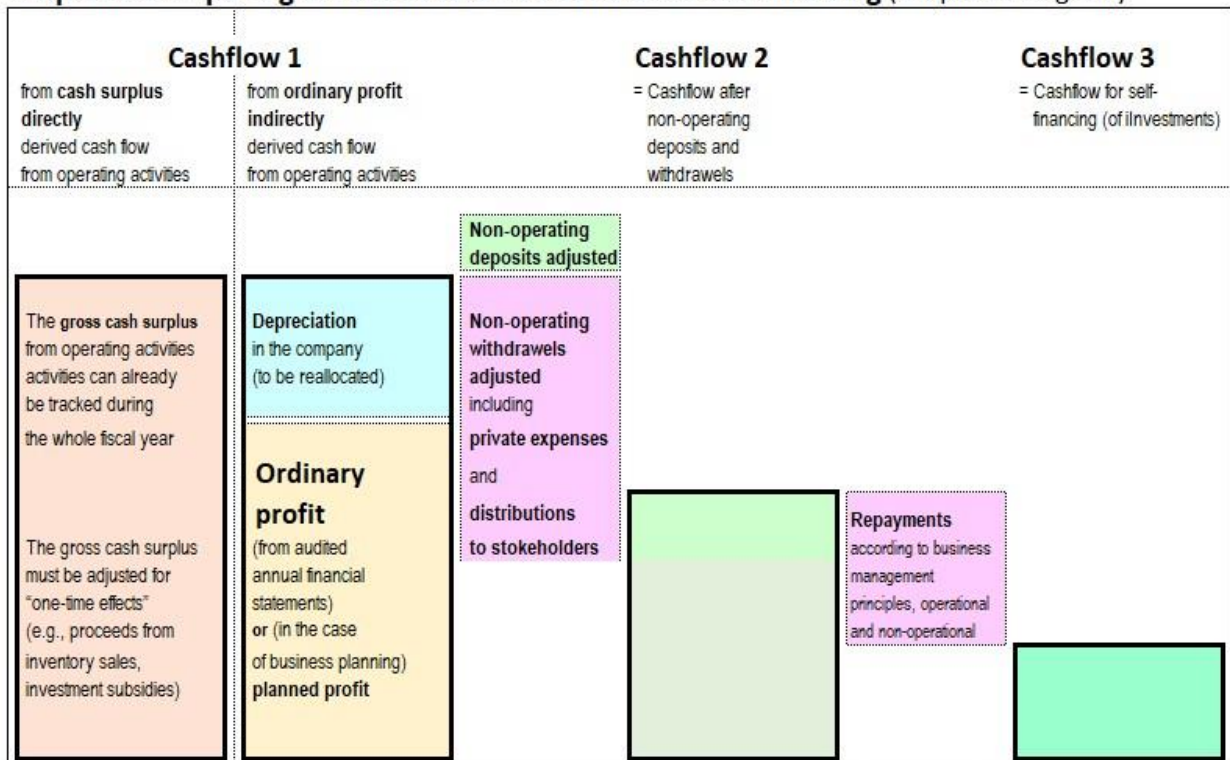 Cashflow 1
from cash surplus
directly
derived cash flow
from operating activities
from ordinary profit
indirectly
derived cash flow
from operating activities
Cashflow 2
= Cashflow after
non-operating
deposits and
withdrawels
Cashflow 3
= Cashflow for self-
financing (of iInvestments)
The gross cash surplus
from operating activities
activities can already
be tracked during
the whole fiscal year
The gross cash surplus
must be adjusted for
"one-time effects"
(e.g., proceeds from
inventory sales,
investment subsidies)
Depreciation
in the company
(to be reallocated)
Ordinary
profit
(from audited
annual financial
statements)
or (in the case
of business planning)
planned profit
Non-operating
deposits adjusted
Non-operating
withdrawels
adjusted
including
private expenses
and
distributions
to stokeholders
Repayments
according to business
management
principles, operational
and non-operational